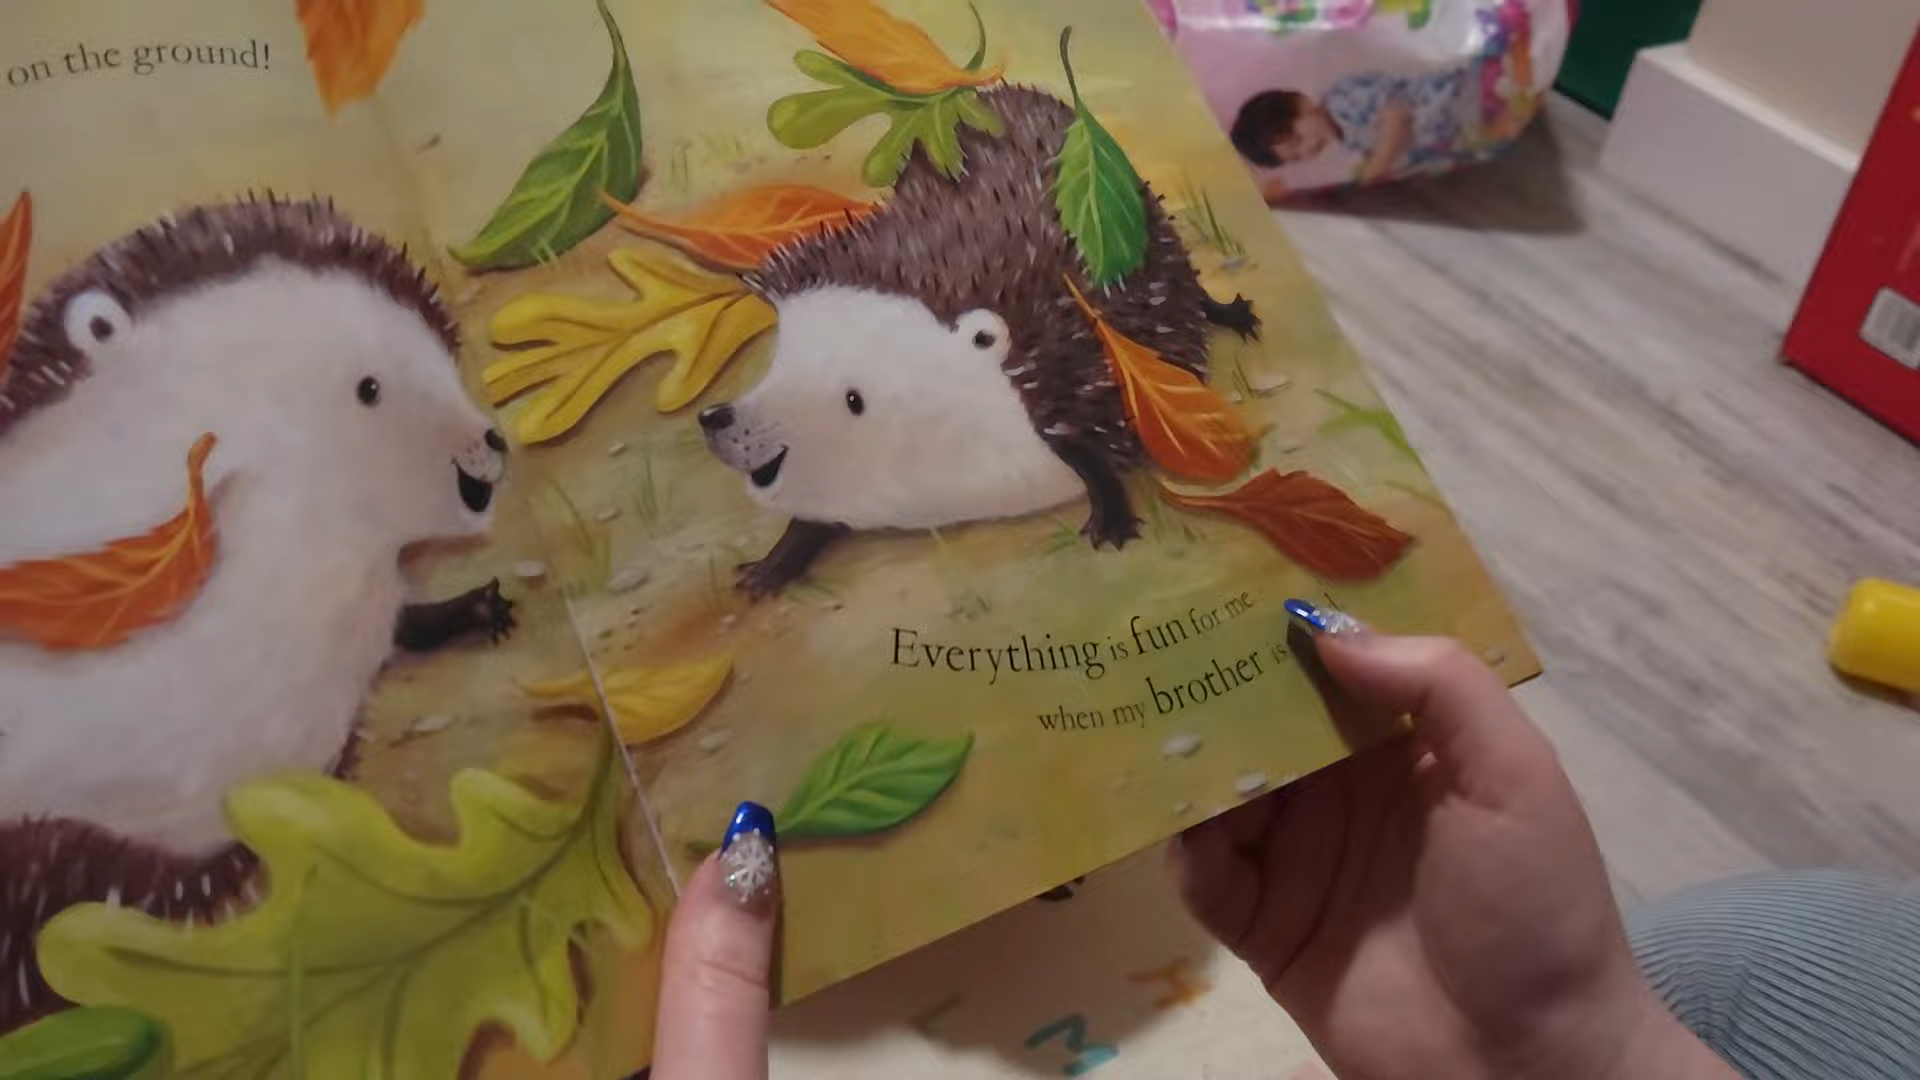 on the ground!
Everything is fun for me
when my brother is